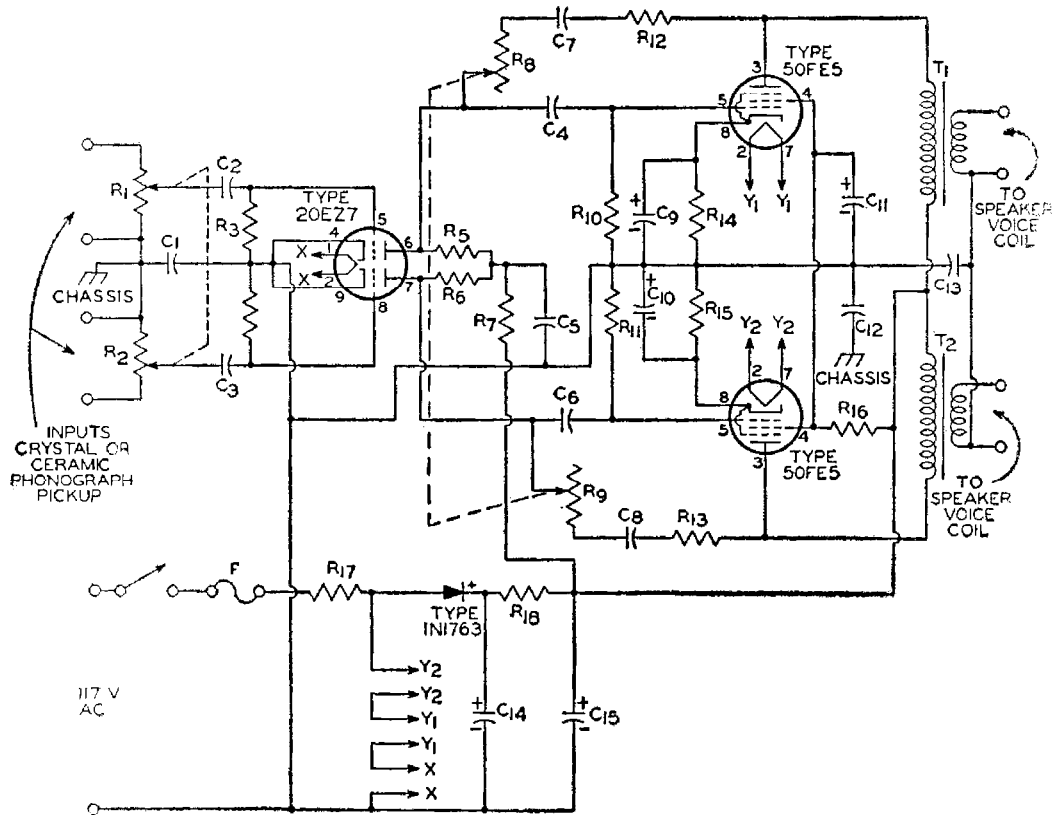 C7
R12
R8
TYPE
50FE5
3
5
4
8
2
7
Y1
Y1
T1
C4
C2
R1
TYPE
20EZ7
5
R3
4
X
X
2
9
6
7
8
C1
CHASSIS
R2
C3
R5
R6
R7
C5
R10
C9
R14
C11
TO
SPEAKER
VOICE
COIL
C10
R15
R11
C13
C12
CHASSIS
Y2
Y2
2
7
8
5
4
3
TYPE
50FE5
R16
T2
TO
SPEAKER
VOICE
COIL
C6
R9
C8
R13
INPUTS
CRYSTAL OR
CERAMIC
PHONOGRAPH
PICKUP
F
R17
+
TYPE
1N1763
R18
117 V
AC
Y2
Y2
Y1
Y1
X
X
+
C14
-
+
C15
-